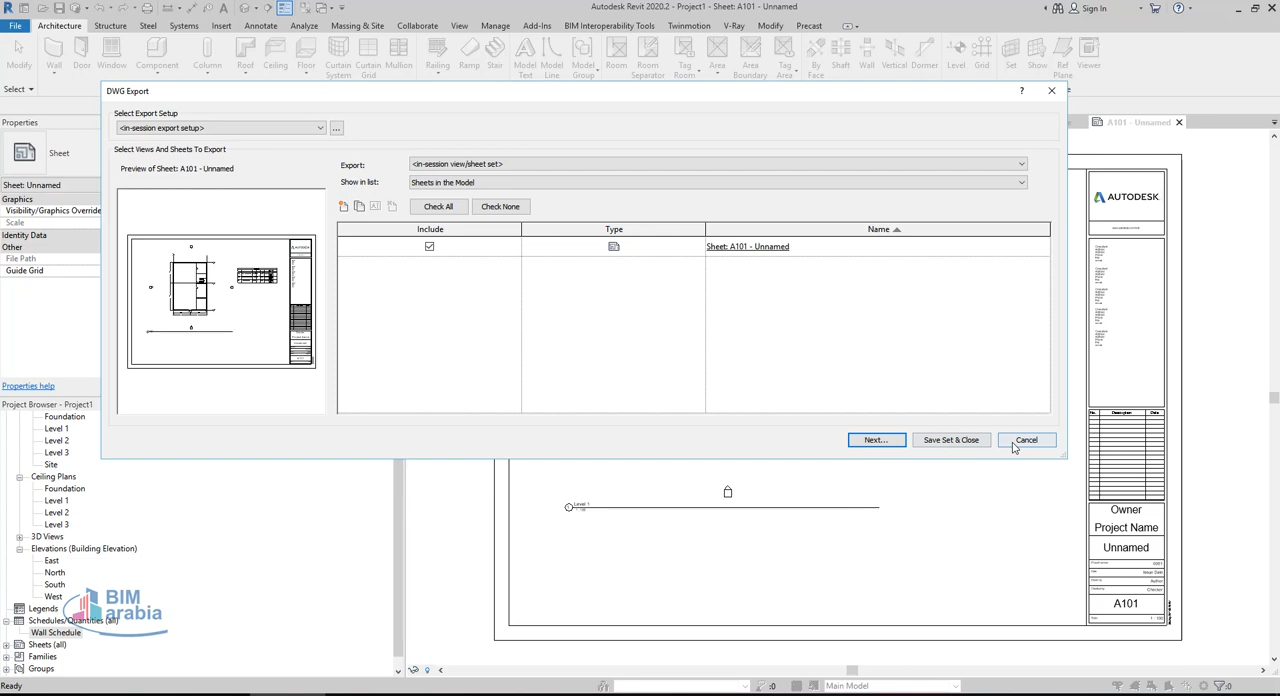 Autodesk Revit 2020.2 - Project1 - Sheet: A101 - Unnamed
Sign In
File Architecture Structure Steel Systems Insert Annotate Analyze Massing & Site Collaborate View Manage Add-Ins BIM Interoperability Tools Twinmotion V-Ray Modify Precast
Modify Wall Door Window Component Column Roof Ceiling Floor Curtain System Curtain Grid Mullion Railing Ramp Stair Model Text Model Line Model Group Room Room Separator Tag Room Area Area Boundary Tag Area By Face Shaft Wall Vertical Dormer Level Grid Set Show Ref Plane Viewer
Select
DWG Export
Select Export Setup
<in-session export setup>
...
Select Views And Sheets To Export
Preview of Sheet: A101 - Unnamed
Export: <in-session view/sheet set>
Show in list: Sheets in the Model
Check All
Check None
Include Type Name
Sheet: A101 - Unnamed
Next...
Save Set & Close
Cancel
A101 - Unnamed
Properties
Sheet
Sheet: Unnamed
Graphics
Visibility/Graphics Override
Scale
Identity Data
Other
File Path
Guide Grid
Properties help
Project Browser - Project1
Foundation
Level 1
Level 2
Level 3
Site
Ceiling Plans
Foundation
Level 1
Level 2
Level 3
3D Views
Elevations (Building Elevation)
East
North
South
West
Legends
Schedules/Quantities (all)
Wall Schedule
Sheets (all)
Families
Groups
BIM
arabia
AUTODESK
No. Description Date
Owner
Project Name
Unnamed
A101
Level 1
Ready
:0
Main Model
:0